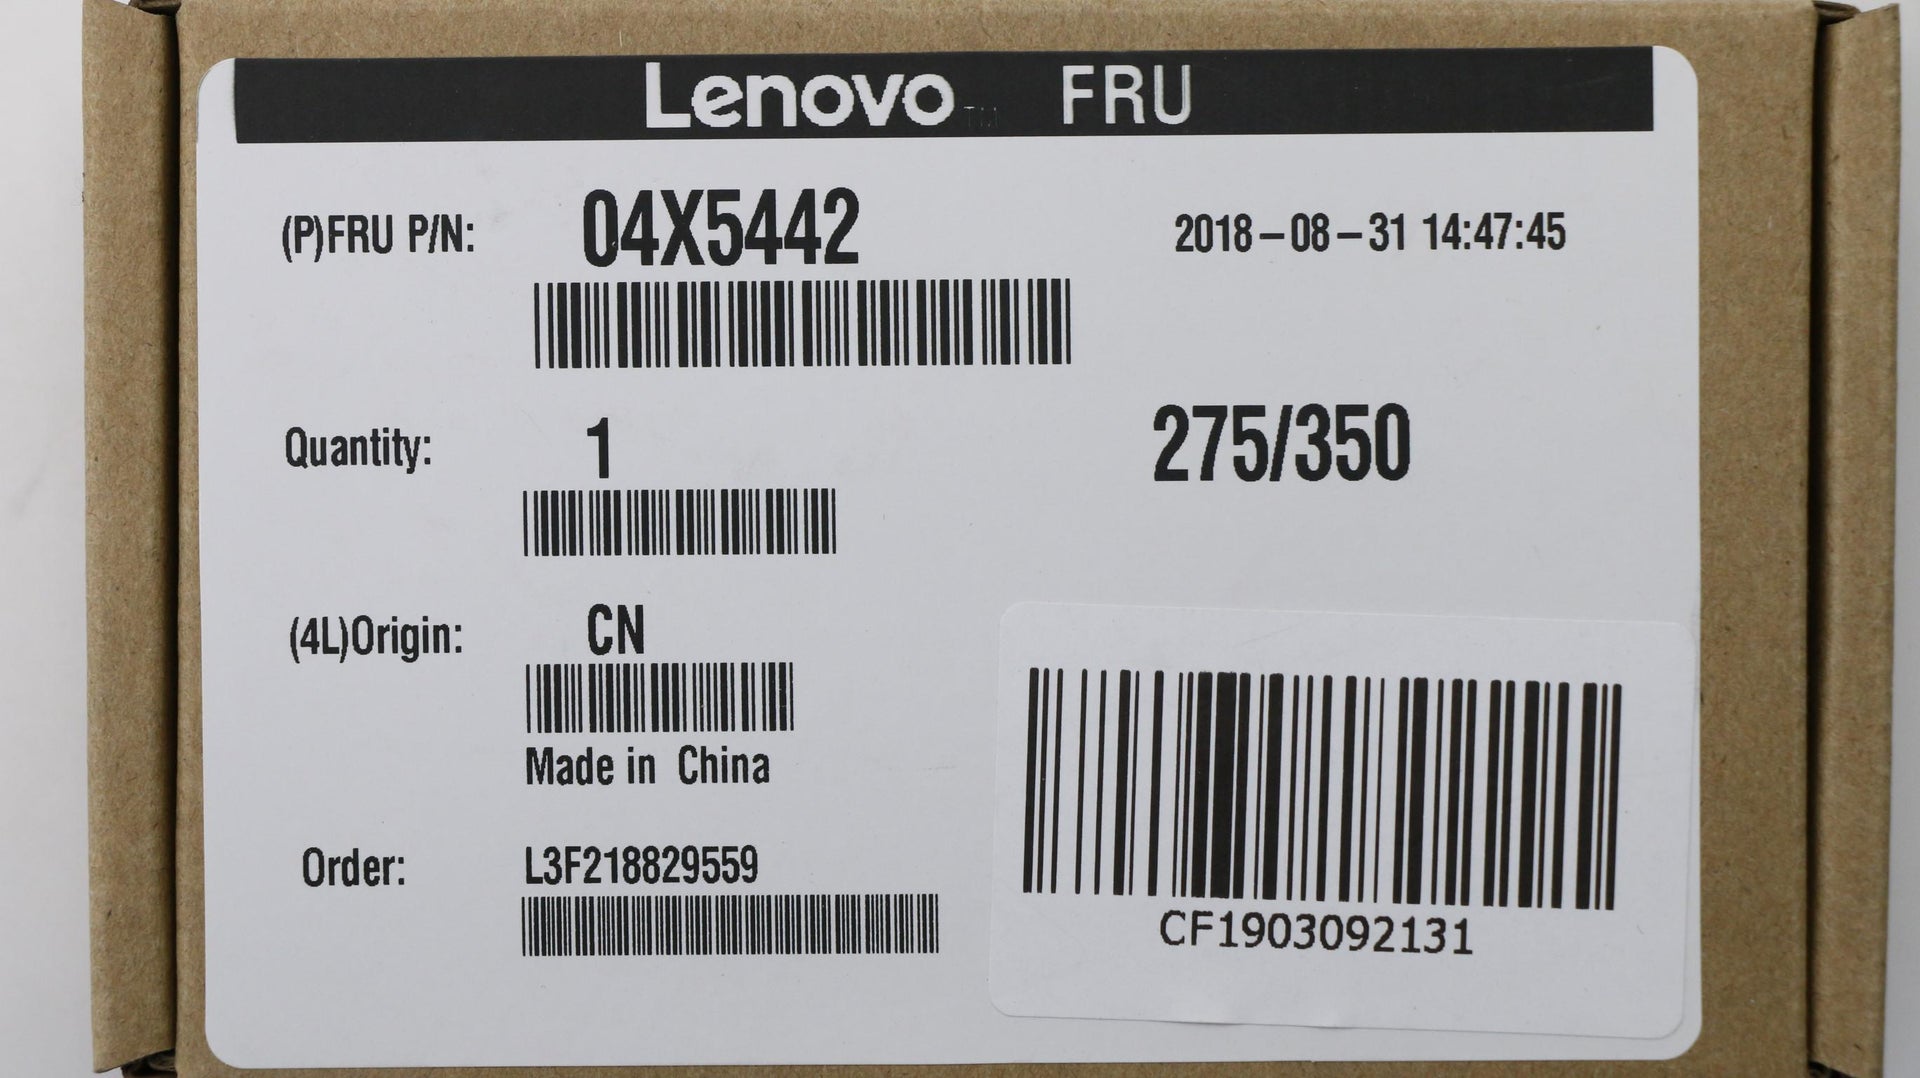 Lenovo™ FRU
(P)FRU P/N: 04X5442 2018-08-31 14:47:45
Quantity: 1 275/350
(4L)Origin: CN
Made in China
Order: L3F218829559
CF1903092131